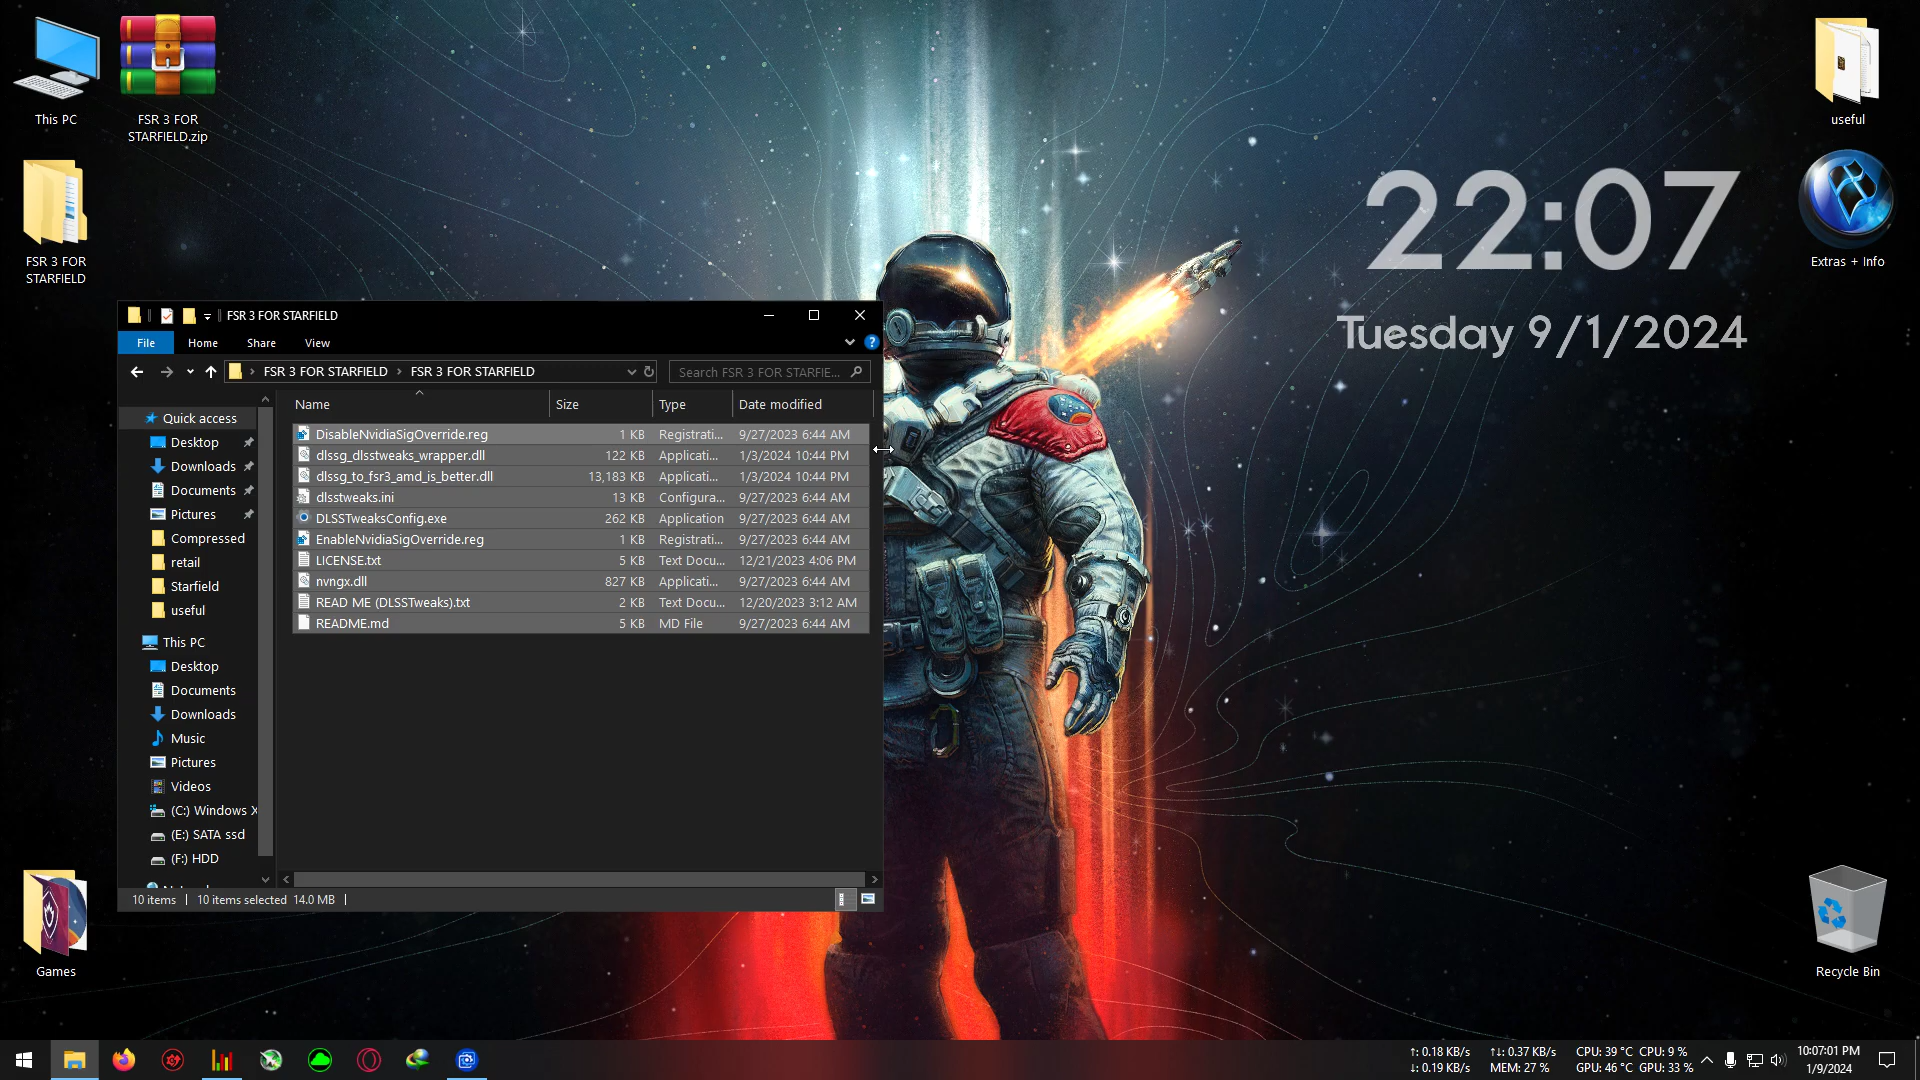 This PC
FSR 3 FOR
STARFIELD.zip
FSR 3 FOR
STARFIELD
useful
Extras + Info
22:07
Tuesday 9/1/2024
FSR 3 FOR STARFIELD
File Home Share View
FSR 3 FOR STARFIELD › FSR 3 FOR STARFIELD
Search FSR 3 FOR STARFIE...
Name Size Type Date modified
DisableNvidiaSigOverride.reg 1 KB Registrati... 9/27/2023 6:44 AM
dlssg_dlsstweaks_wrapper.dll 122 KB Applicati... 1/3/2024 10:44 PM
dlssg_to_fsr3_amd_is_better.dll 13,183 KB Applicati... 1/3/2024 10:44 PM
dlsstweaks.ini 13 KB Configura... 9/27/2023 6:44 AM
DLSSTweaksConfig.exe 262 KB Application 9/27/2023 6:44 AM
EnableNvidiaSigOverride.reg 1 KB Registrati... 9/27/2023 6:44 AM
LICENSE.txt 5 KB Text Docu... 12/21/2023 4:06 PM
nvngx.dll 827 KB Applicati... 9/27/2023 6:44 AM
READ ME (DLSSTweaks).txt 2 KB Text Docu... 12/20/2023 3:12 AM
README.md 5 KB MD File 9/27/2023 6:44 AM
Quick access
Desktop
Downloads
Documents
Pictures
Compressed
retail
Starfield
useful
This PC
Desktop
Documents
Downloads
Music
Pictures
Videos
(C:) Windows X
(E:) SATA ssd
(F:) HDD
10 items | 10 items selected 14.0 MB |
Games
Recycle Bin
↑: 0.18 KB/s ↑↓: 0.37 KB/s CPU: 39 °C CPU: 9 %
↓: 0.19 KB/s MEM: 27 % GPU: 46 °C GPU: 33 %
10:07:01 PM
1/9/2024